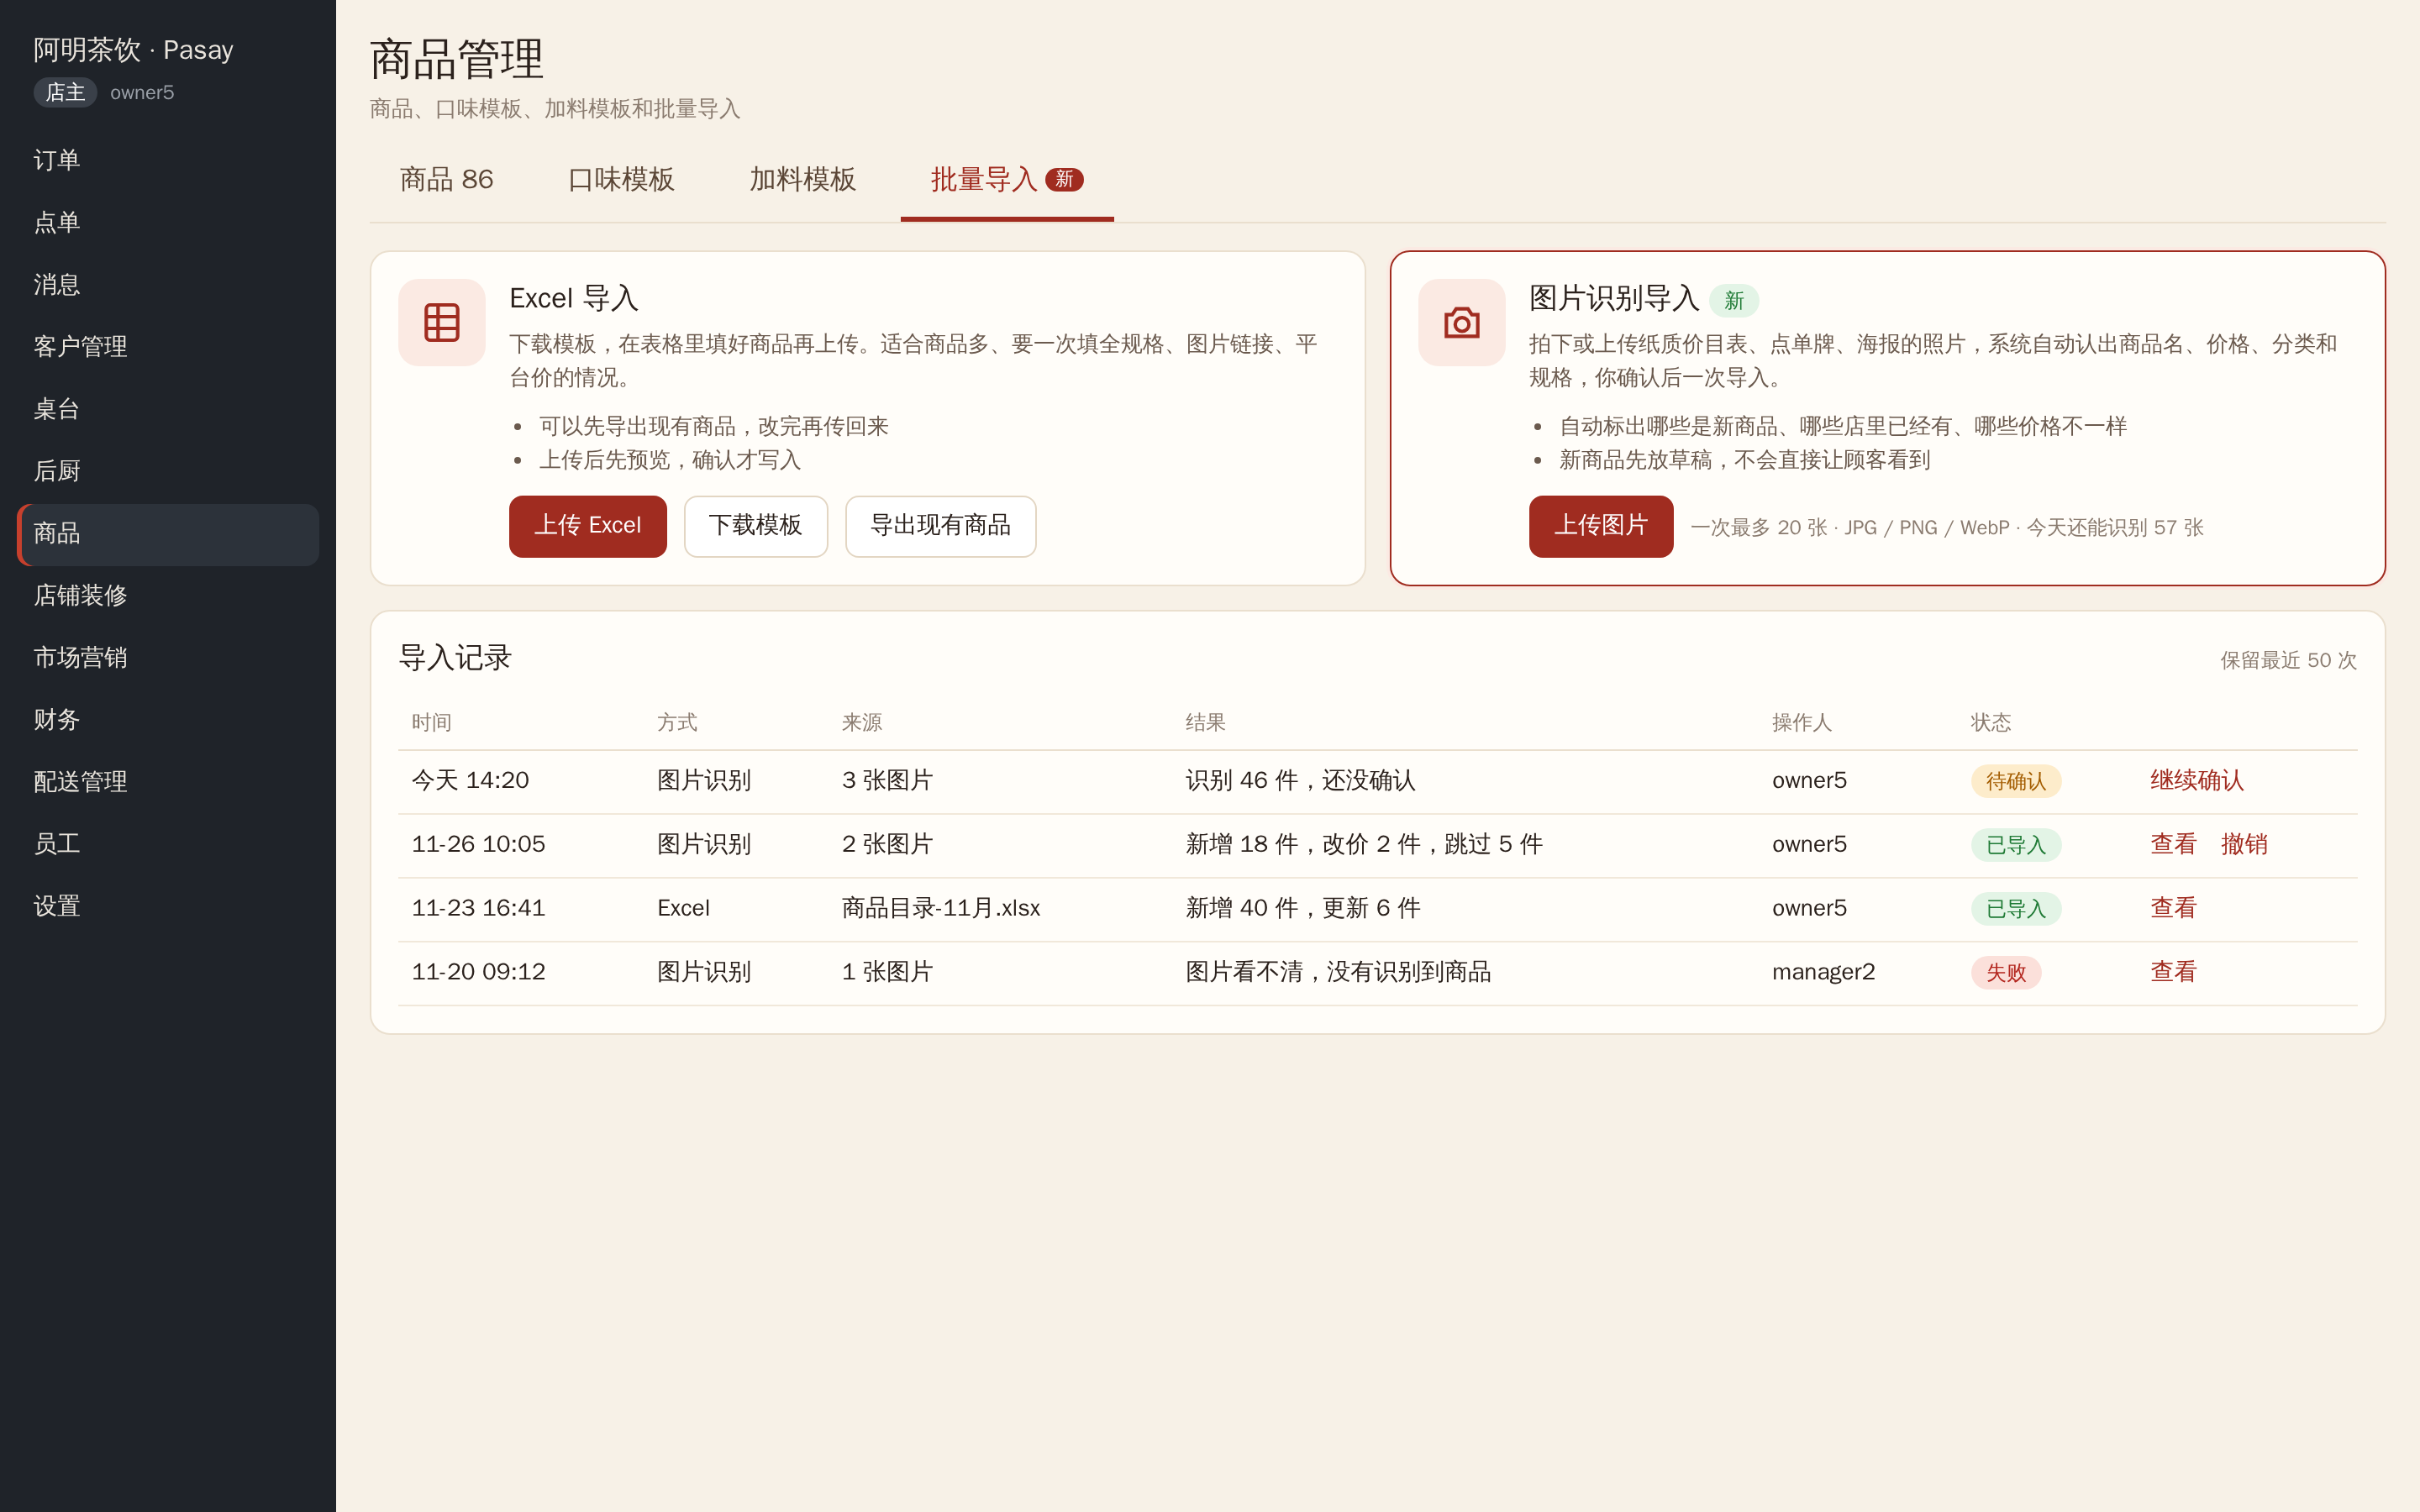 阿明茶饮 · Pasay
店主 owner5
订单
点单
消息
客户管理
桌台
后厨
商品
店铺装修
市场营销
财务
配送管理
员工
设置
商品管理
商品、口味模板、加料模板和批量导入
商品 86 口味模板 加料模板 批量导入 新
Excel 导入
下载模板，在表格里填好商品再上传。适合商品多、要一次填全规格、图片链接、平
台价的情况。
• 可以先导出现有商品，改完再传回来
• 上传后先预览，确认才写入
上传 Excel 下载模板 导出现有商品
图片识别导入 新
拍下或上传纸质价目表、点单牌、海报的照片，系统自动认出商品名、价格、分类和
规格，你确认后一次导入。
• 自动标出哪些是新商品、哪些店里已经有、哪些价格不一样
• 新商品先放草稿，不会直接让顾客看到
上传图片 一次最多 20 张 · JPG / PNG / WebP · 今天还能识别 57 张
导入记录 保留最近 50 次
时间 方式 来源 结果 操作人 状态
今天 14:20 图片识别 3 张图片 识别 46 件，还没确认 owner5 待确认 继续确认
11-26 10:05 图片识别 2 张图片 新增 18 件，改价 2 件，跳过 5 件 owner5 已导入 查看 撤销
11-23 16:41 Excel 商品目录-11月.xlsx 新增 40 件，更新 6 件 owner5 已导入 查看
11-20 09:12 图片识别 1 张图片 图片看不清，没有识别到商品 manager2 失败 查看